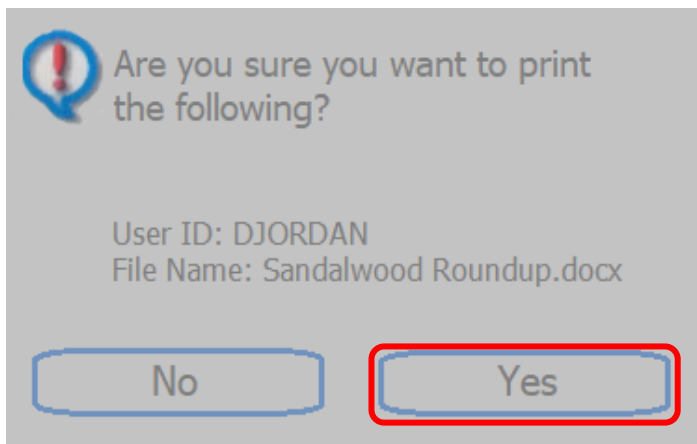 Are you sure you want to print
the following?
User ID: DJORDAN
File Name: Sandalwood Roundup.docx
No
Yes